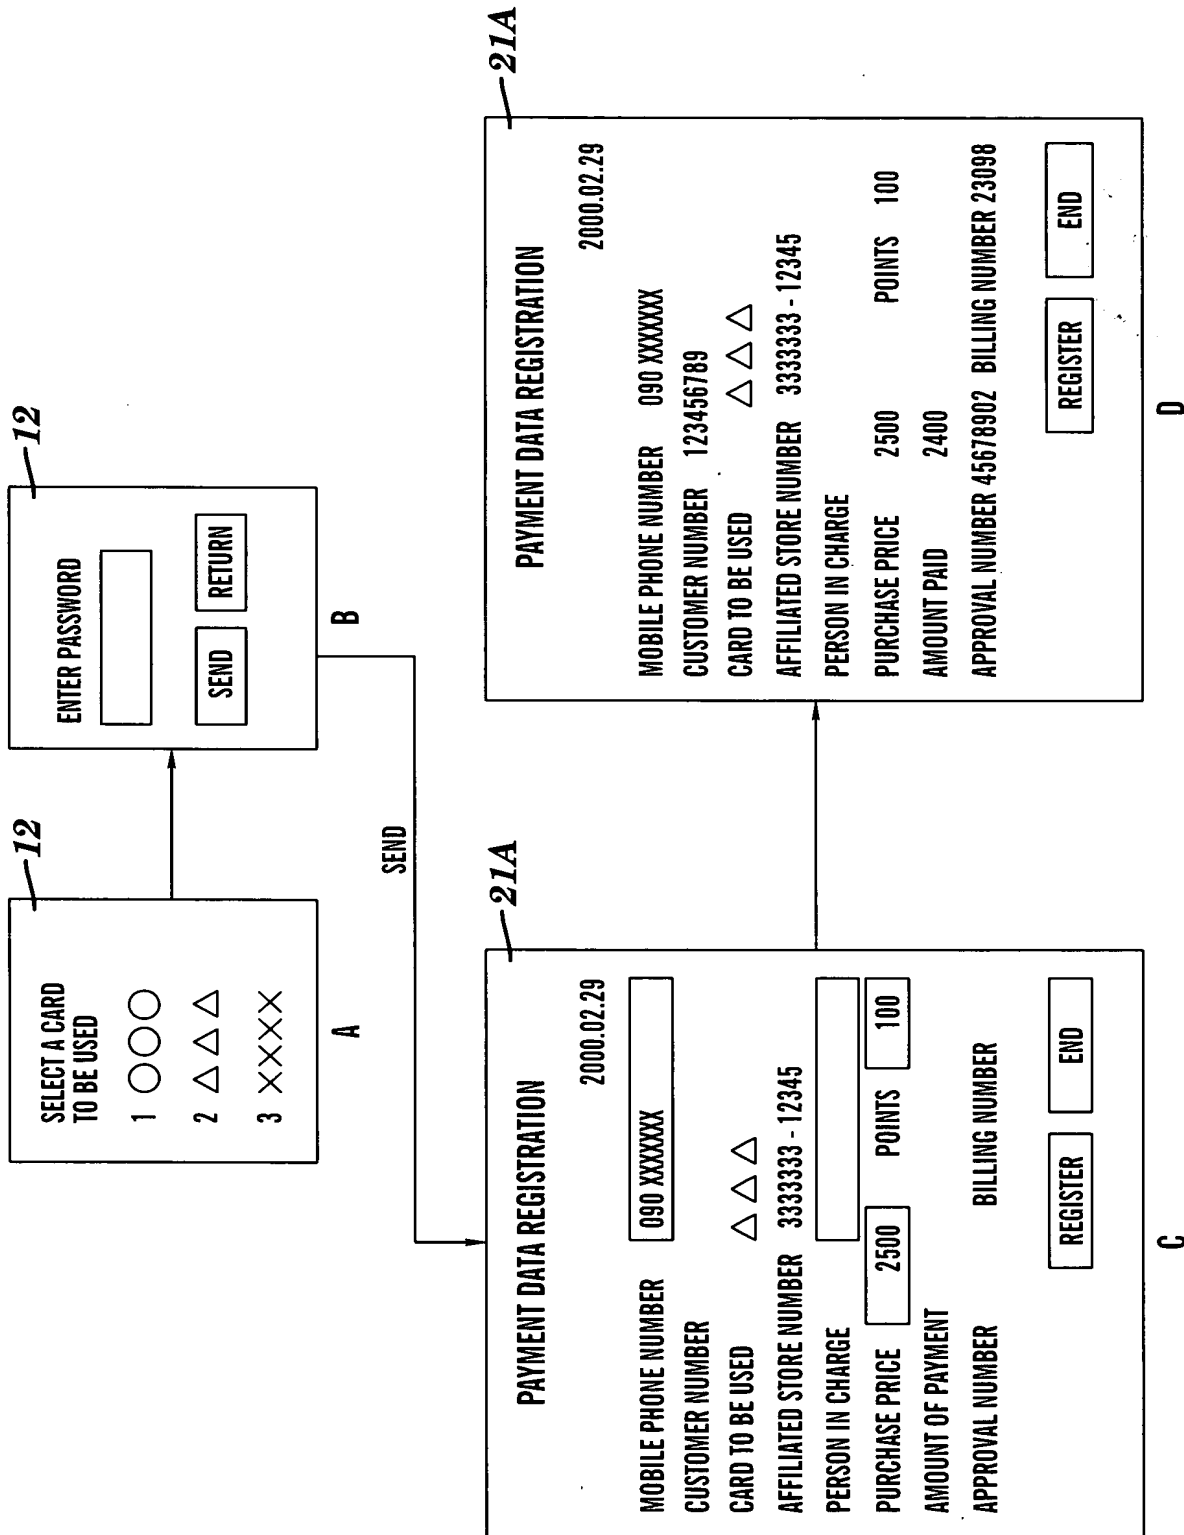 12
SELECT A CARD
TO BE USED
1 ○○○
2 △△△
3 ××××
A
12
ENTER PASSWORD
SEND RETURN
B
SEND
21A
PAYMENT DATA REGISTRATION
2000.02.29
MOBILE PHONE NUMBER 090 XXXXXX
CUSTOMER NUMBER
CARD TO BE USED △△△
AFFILIATED STORE NUMBER 3333333 - 12345
PERSON IN CHARGE
PURCHASE PRICE 2500 POINTS 100
AMOUNT OF PAYMENT
APPROVAL NUMBER BILLING NUMBER
REGISTER END
C
21A
PAYMENT DATA REGISTRATION
2000.02.29
MOBILE PHONE NUMBER 090 XXXXXX
CUSTOMER NUMBER 123456789
CARD TO BE USED △△△
AFFILIATED STORE NUMBER 3333333 - 12345
PERSON IN CHARGE
PURCHASE PRICE 2500 POINTS 100
AMOUNT PAID 2400
APPROVAL NUMBER 45678902 BILLING NUMBER 23098
REGISTER END
D